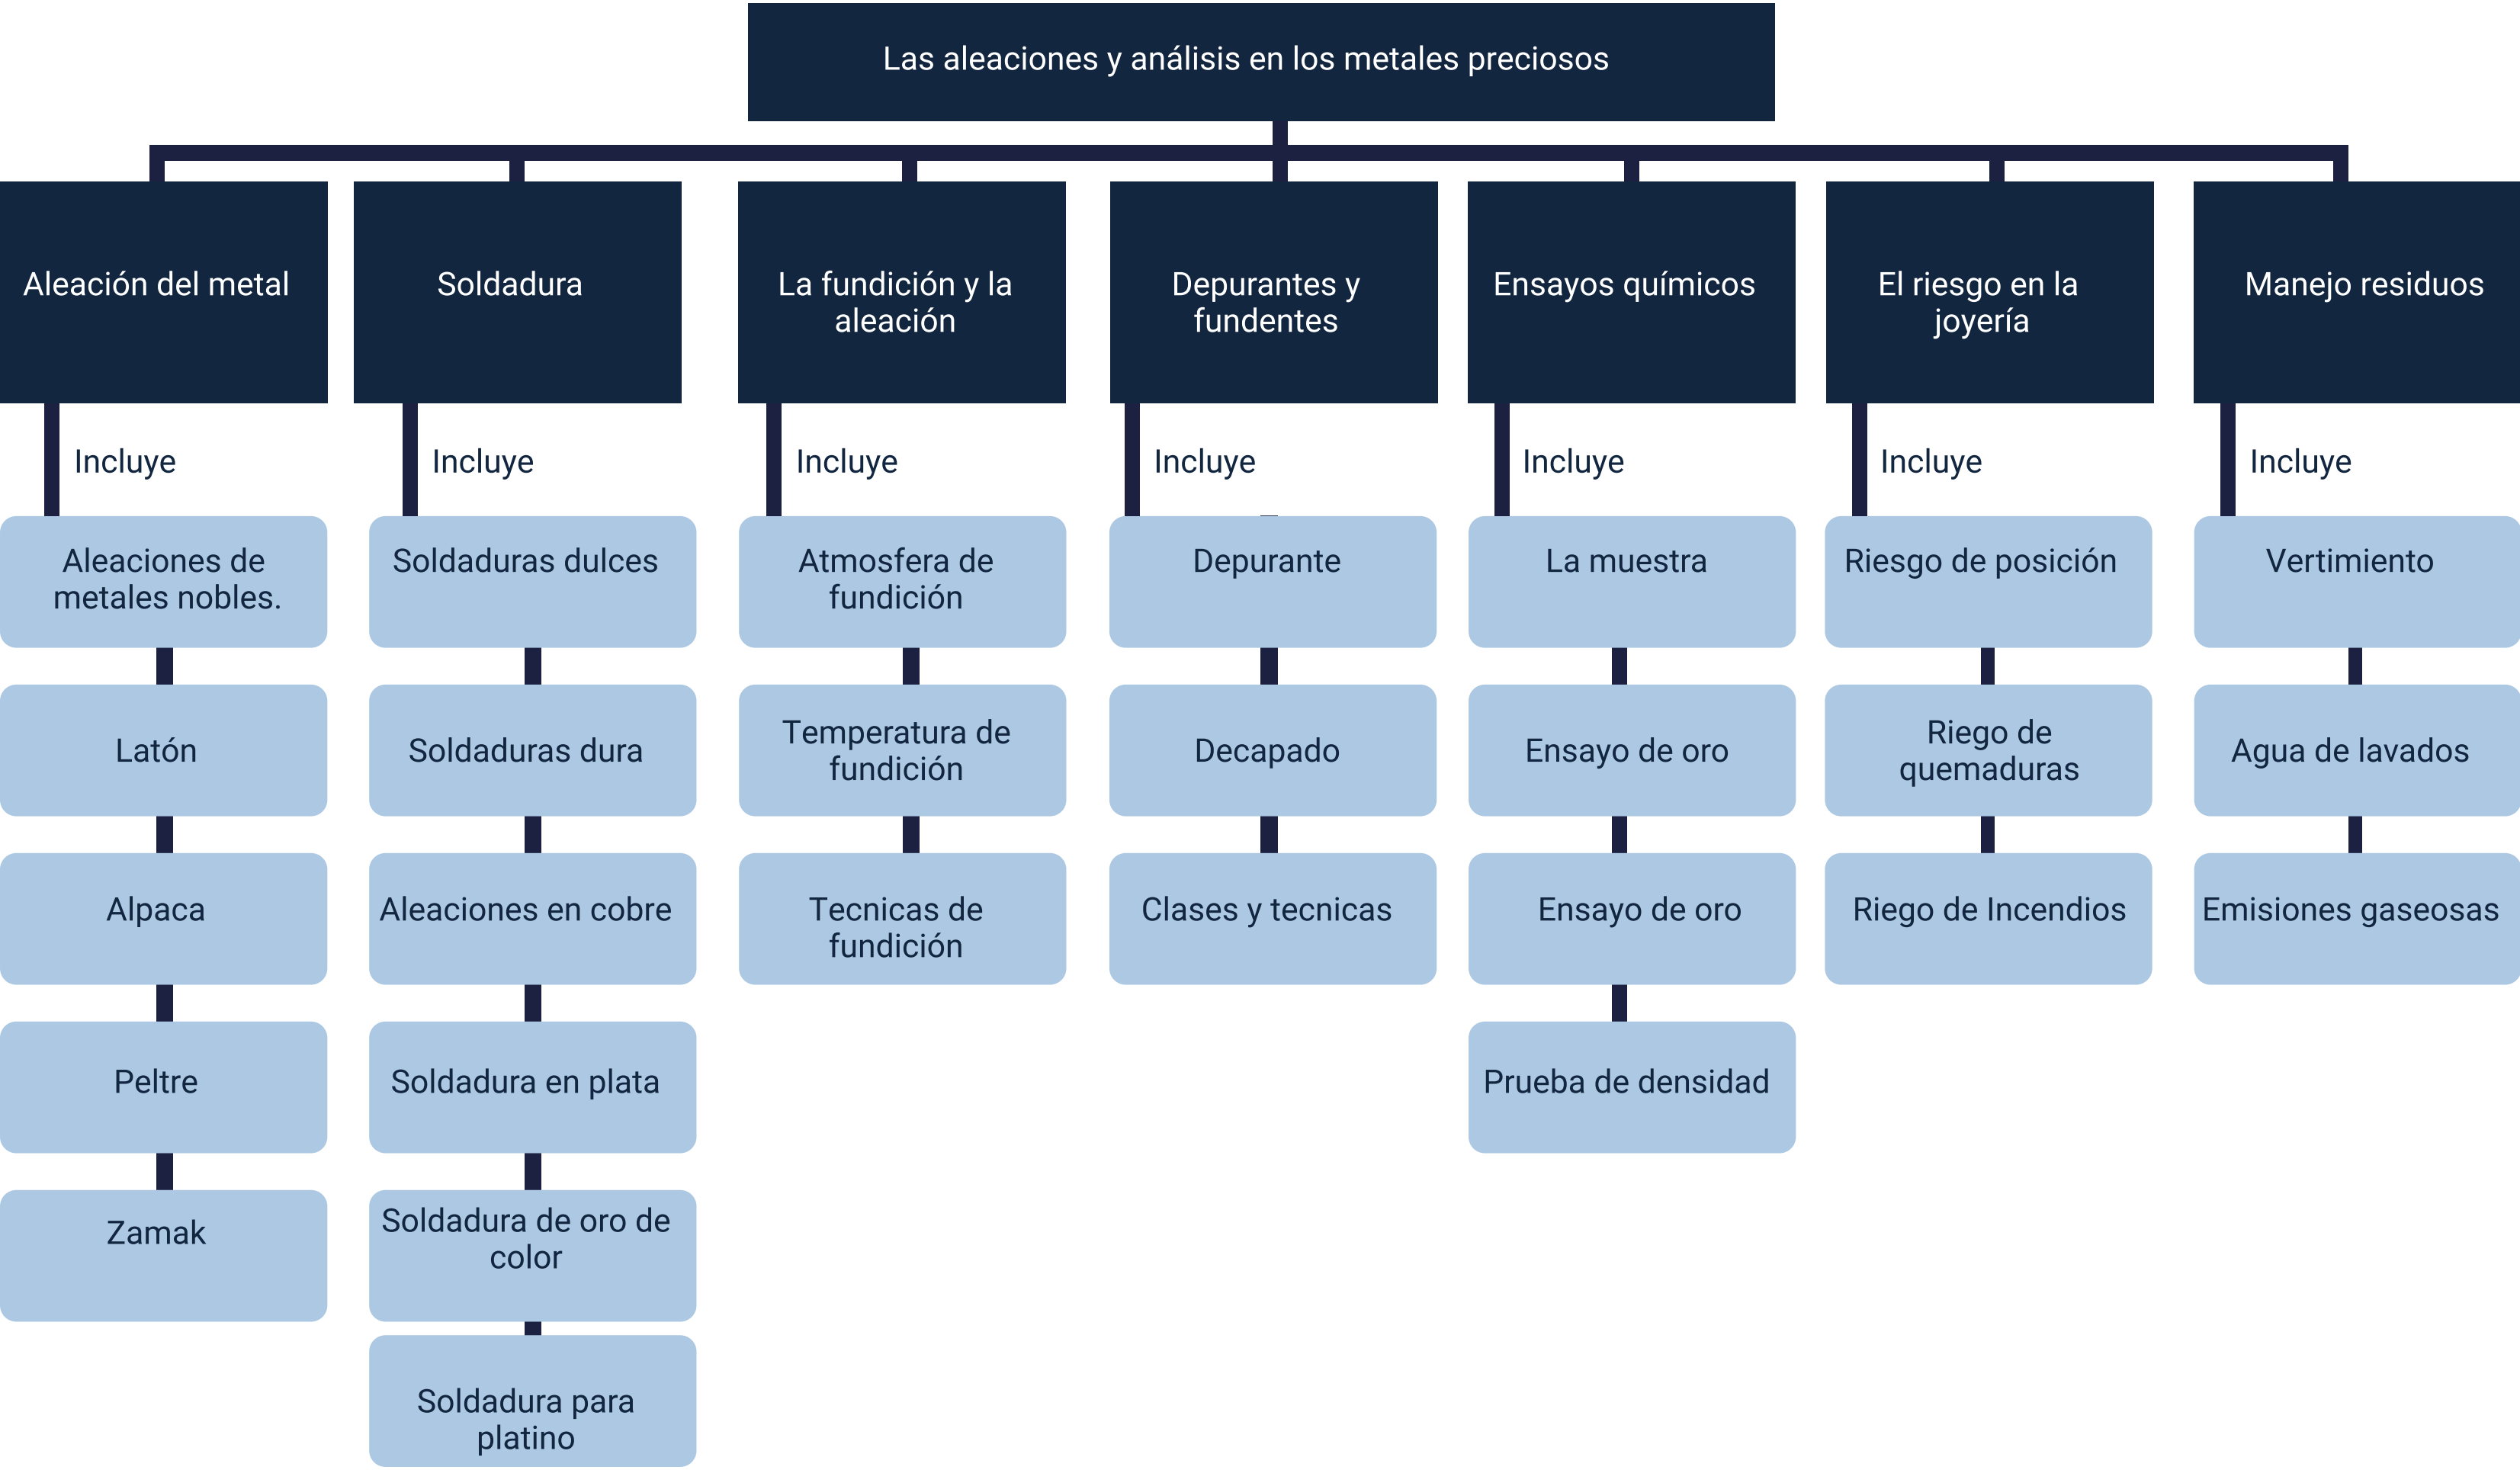 Las aleaciones y análisis en los metales preciosos
Aleación del metal
Incluye
Aleaciones de
metales nobles.
Latón
Alpaca
Peltre
Zamak
Soldadura
Incluye
Soldaduras dulces
Soldaduras dura
Aleaciones en cobre
Soldadura en plata
Soldadura de oro de
color
Soldadura para
platino
La fundición y la
aleación
Incluye
Atmosfera de
fundición
Temperatura de
fundición
Tecnicas de
fundición
Depurantes y
fundentes
Incluye
Depurante
Decapado
Clases y tecnicas
Ensayos químicos
Incluye
La muestra
Ensayo de oro
Ensayo de oro
Prueba de densidad
El riesgo en la
joyería
Incluye
Riesgo de posición
Riego de
quemaduras
Riego de Incendios
Manejo residuos
Incluye
Vertimiento
Agua de lavados
Emisiones gaseosas